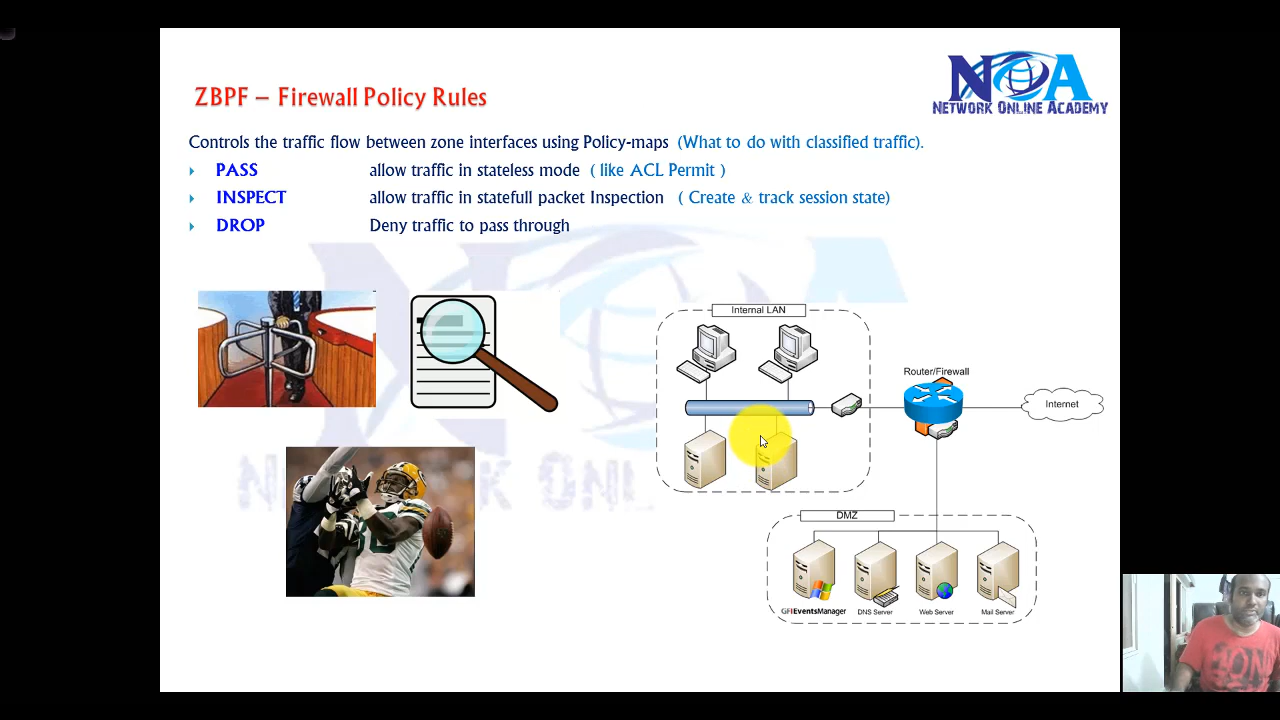 NOA
NETWORK ONLINE ACADEMY
ZBPF – Firewall Policy Rules
Controls the traffic flow between zone interfaces using Policy-maps (What to do with classified traffic).
PASS allow traffic in stateless mode ( like ACL Permit )
INSPECT allow traffic in statefull packet Inspection ( Create & track session state)
DROP Deny traffic to pass through
Internal LAN
Router/Firewall
Internet
DMZ
GFIEventsManager DNS Server Web Server Mail Server